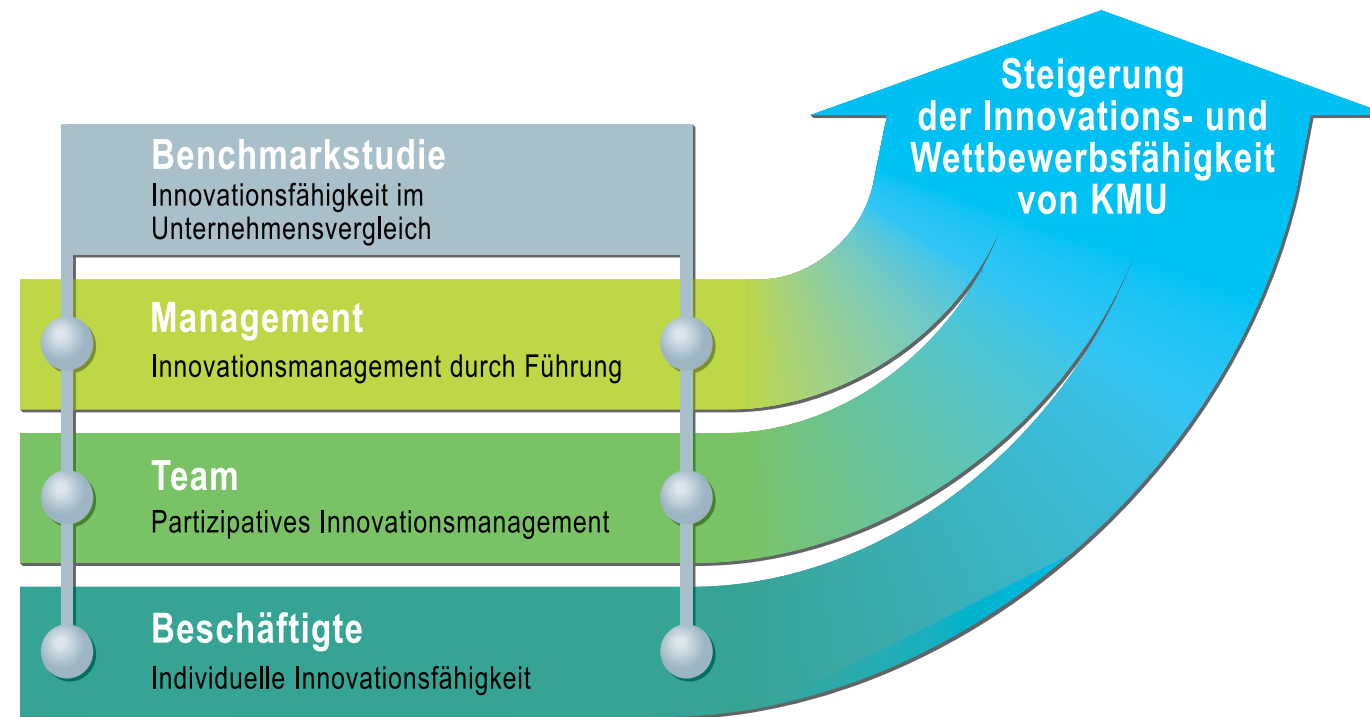 Steigerung
der Innovations- und
Wettbewerbsfähigkeit
von KMU
Benchmarkstudie
Innovationsfähigkeit im
Unternehmensvergleich
Management
Innovationsmanagement durch Führung
Team
Partizipatives Innovationsmanagement
Beschäftigte
Individuelle Innovationsfähigkeit